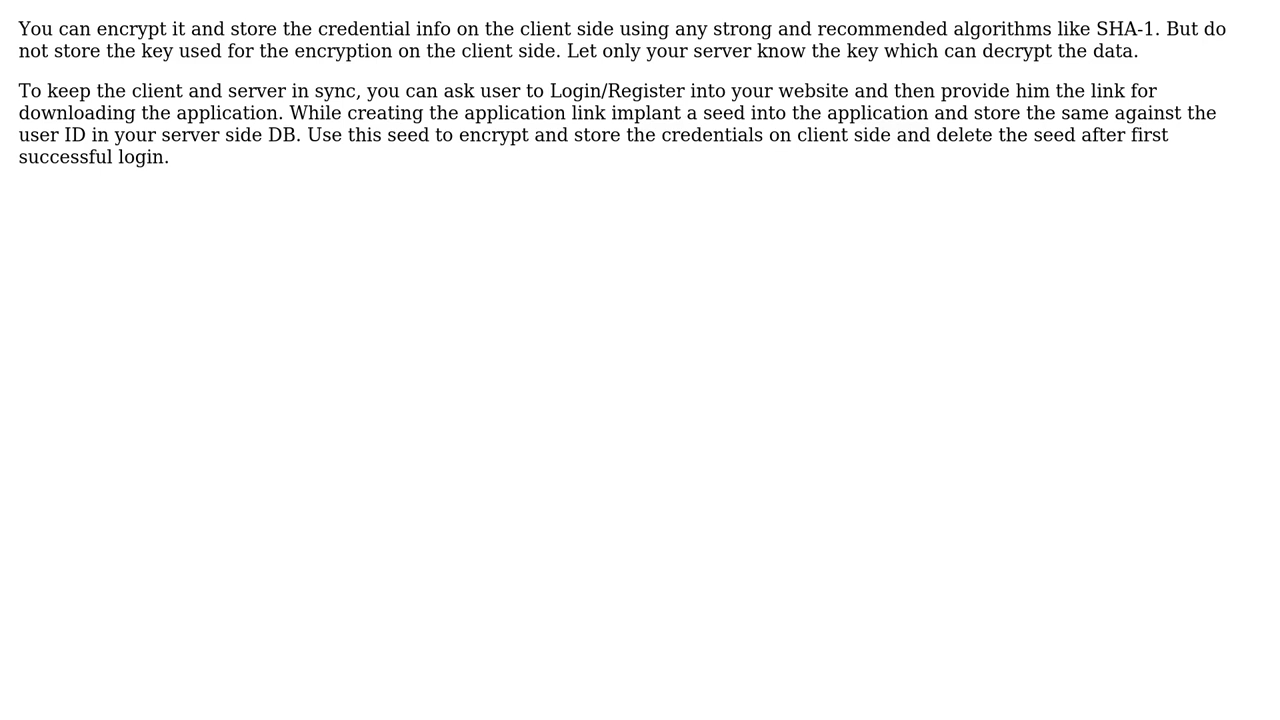 You can encrypt it and store the credential info on the client side using any strong and recommended algorithms like SHA-1. But do
not store the key used for the encryption on the client side. Let only your server know the key which can decrypt the data.
To keep the client and server in sync, you can ask user to Login/Register into your website and then provide him the link for
downloading the application. While creating the application link implant a seed into the application and store the same against the
user ID in your server side DB. Use this seed to encrypt and store the credentials on client side and delete the seed after first
successful login.